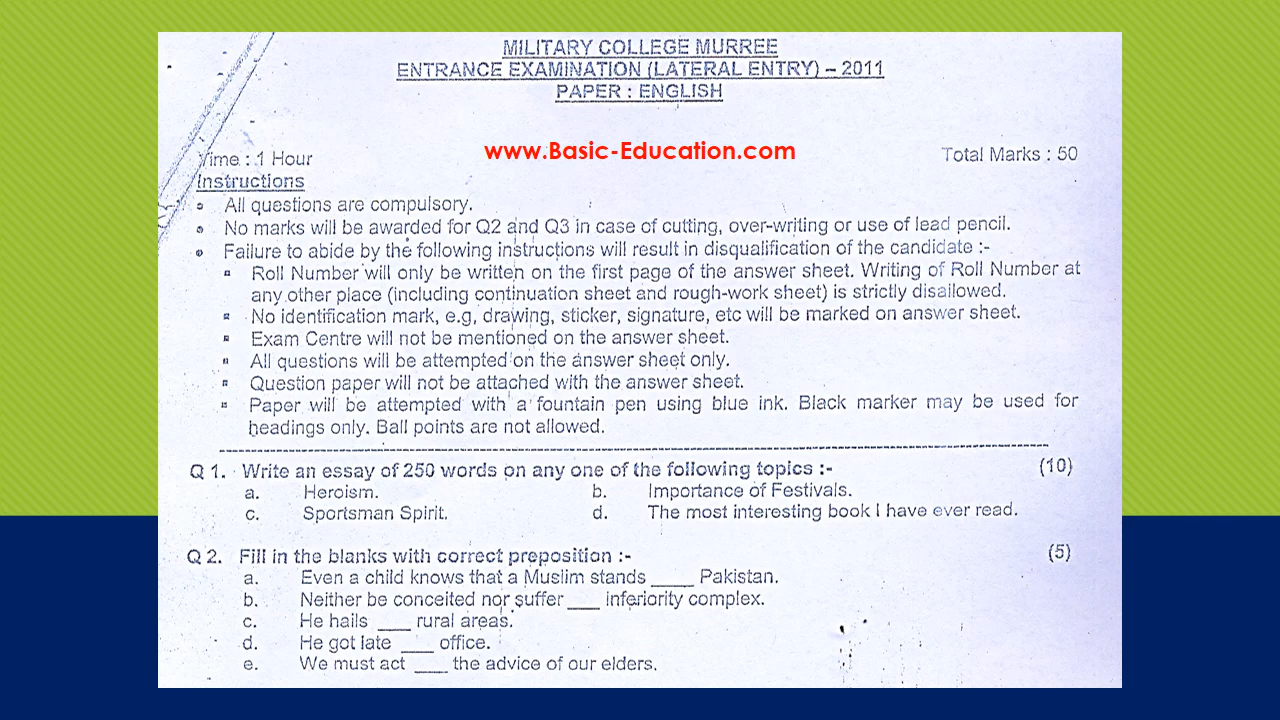 MILITARY COLLEGE MURREE
ENTRANCE EXAMINATION (LATERAL ENTRY) – 2011
PAPER : ENGLISH
www.Basic-Education.com
Time : 1 Hour Total Marks : 50
Instructions
All questions are compulsory.
No marks will be awarded for Q2 and Q3 in case of cutting, over-writing or use of lead pencil.
Failure to abide by the following instructions will result in disqualification of the candidate :-
Roll Number will only be written on the first page of the answer sheet. Writing of Roll Number at
any other place (including continuation sheet and rough-work sheet) is strictly disallowed.
No identification mark, e.g, drawing, sticker, signature, etc will be marked on answer sheet.
Exam Centre will not be mentioned on the answer sheet.
All questions will be attempted on the answer sheet only.
Question paper will not be attached with the answer sheet.
Paper will be attempted with a fountain pen using blue ink. Black marker may be used for
headings only. Ball points are not allowed.
Q 1. Write an essay of 250 words on any one of the following topics :- (10)
a. Heroism. b. Importance of Festivals.
c. Sportsman Spirit. d. The most interesting book I have ever read.
Q 2. Fill in the blanks with correct preposition :- (5)
a. Even a child knows that a Muslim stands ____ Pakistan.
b. Neither be conceited nor suffer ___ inferiority complex.
c. He hails ___ rural areas.
d. He got late ___ office.
e. We must act ___ the advice of our elders.